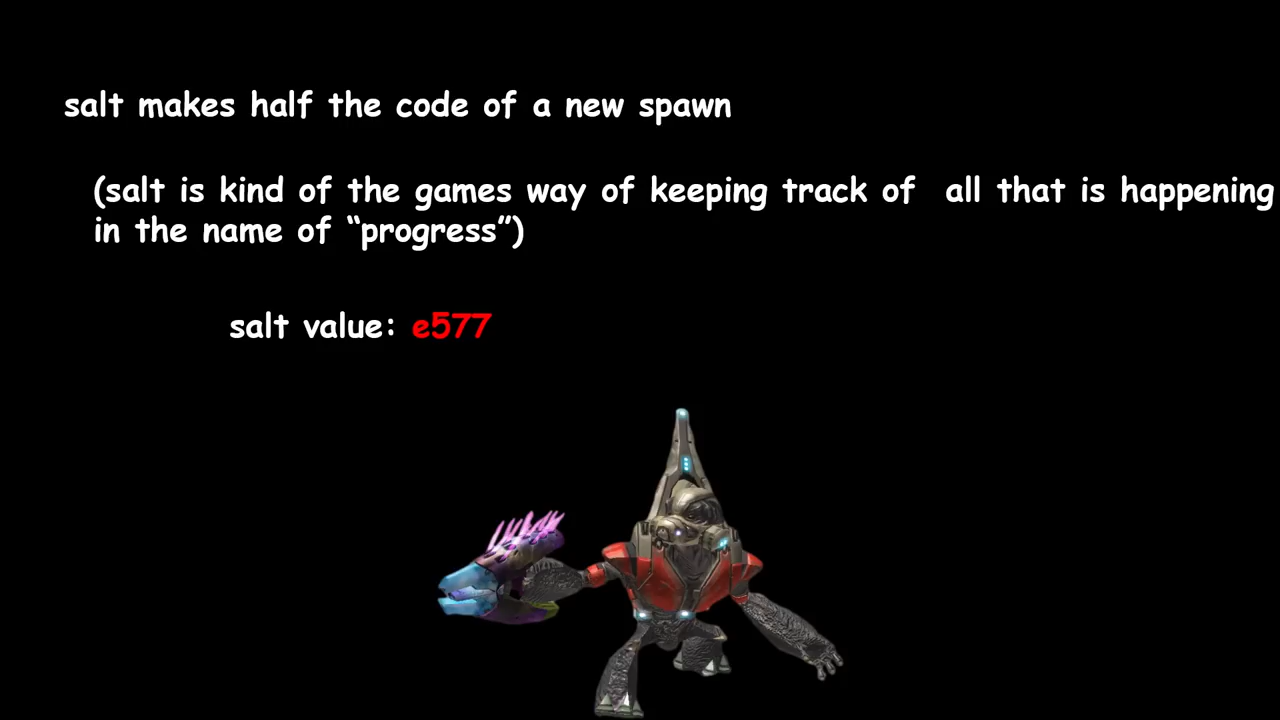 salt makes half the code of a new spawn
(salt is kind of the games way of keeping track of  all that is happening
in the name of “progress”)
salt value: e577